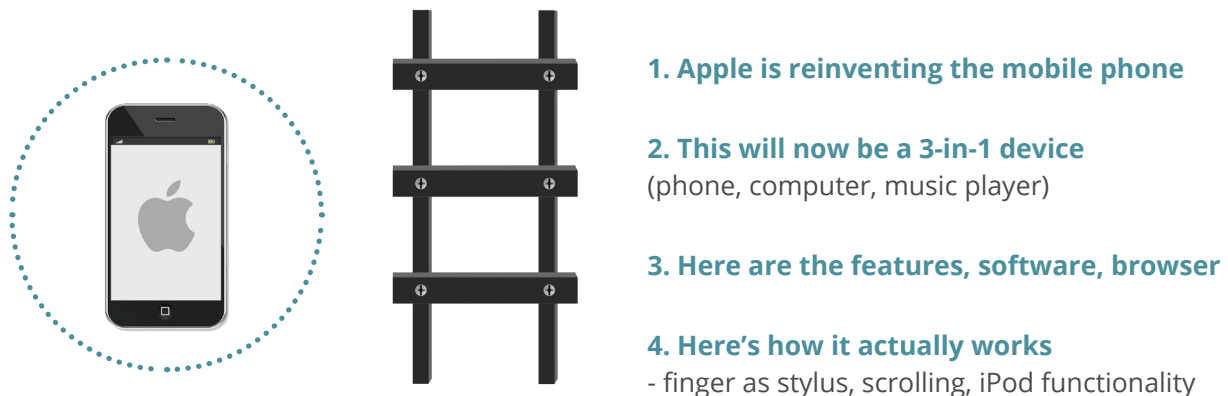 1. Apple is reinventing the mobile phone
2. This will now be a 3-in-1 device
(phone, computer, music player)
3. Here are the features, software, browser
4. Here’s how it actually works
- finger as stylus, scrolling, iPod functionality